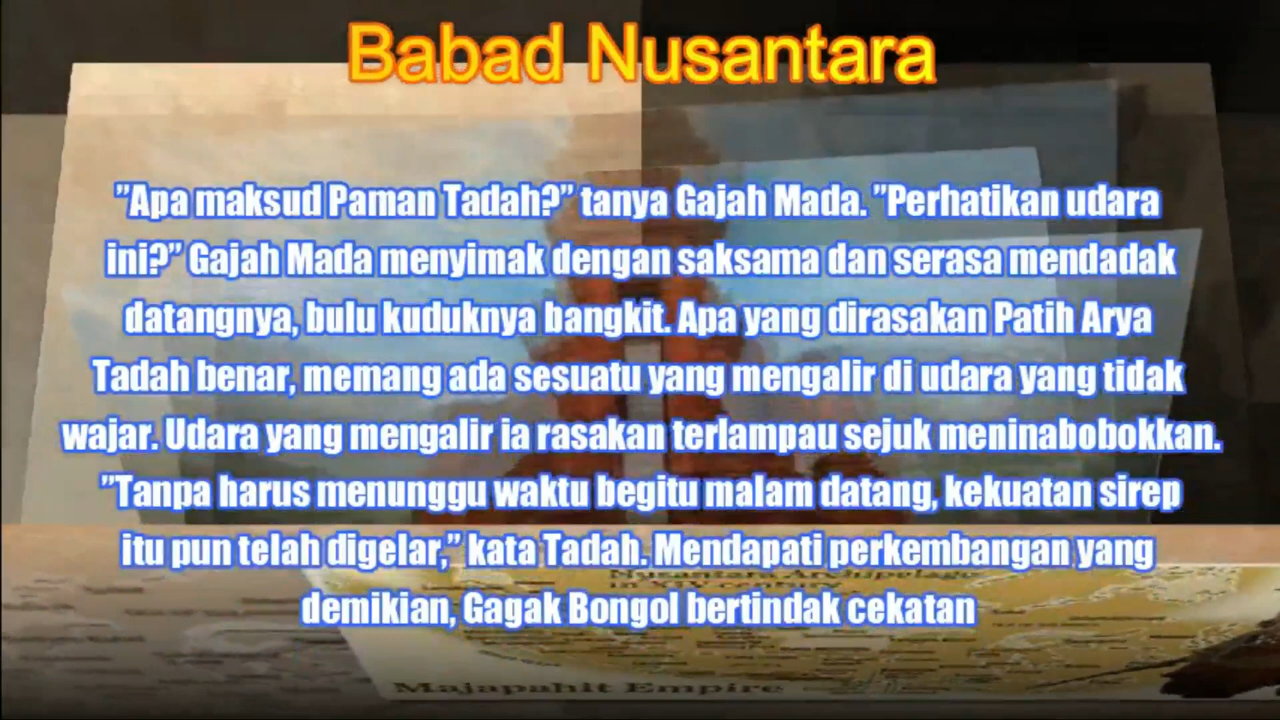 Babad Nusantara
”Apa maksud Paman Tadah?” tanya Gajah Mada. ”Perhatikan udara
ini?” Gajah Mada menyimak dengan saksama dan serasa mendadak
datangnya, bulu kuduknya bangkit. Apa yang dirasakan Patih Arya
Tadah benar, memang ada sesuatu yang mengalir di udara yang tidak
wajar. Udara yang mengalir ia rasakan terlampau sejuk meninabobokkan.
”Tanpa harus menunggu waktu begitu malam datang, kekuatan sirep
itu pun telah digelar,” kata Tadah. Mendapati perkembangan yang
demikian, Gagak Bongol bertindak cekatan
Nusantara Archipelago
Majapahit Empire